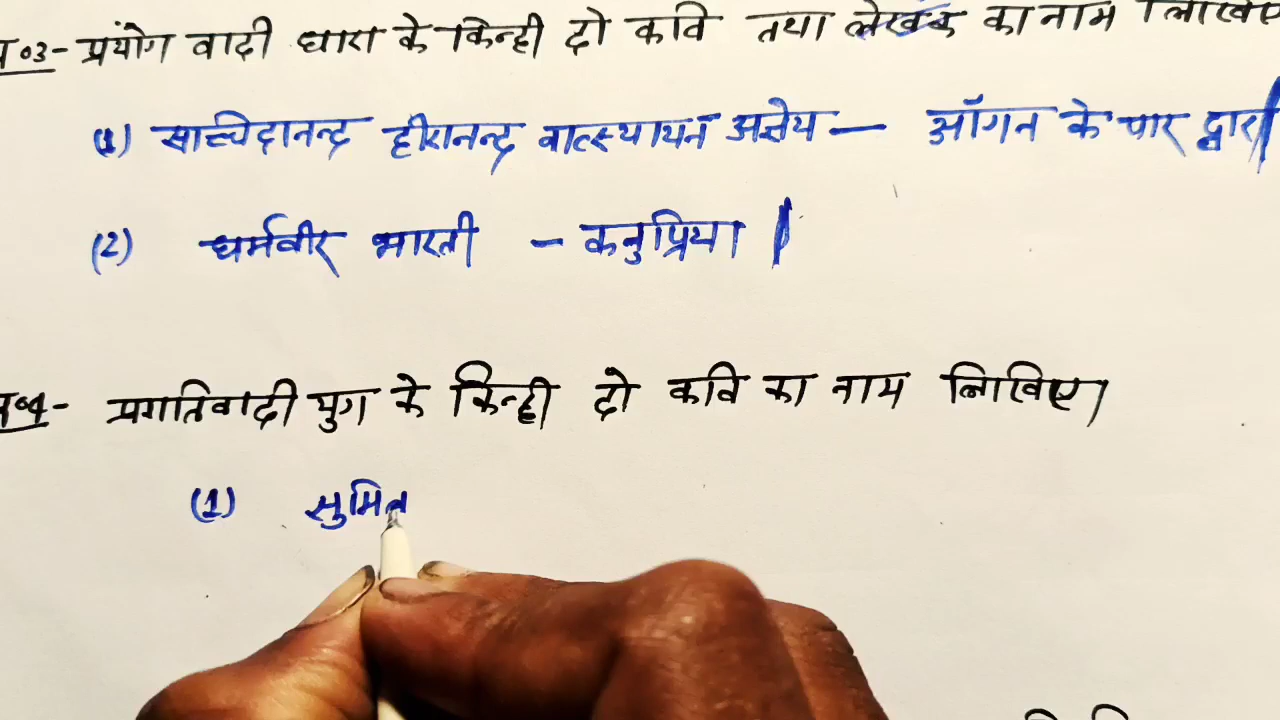 प्र०3- प्रयोग वादी धारा के किन्ही दो कवि तथा लेखक का नाम लिखिए
(1) सच्चिदानन्द हीरानन्द वात्स्यायन अज्ञेय — आँगन के पार द्वारा
(2) धर्मवीर भारती - कनुप्रिया |
प्र०4- प्रगतिवादी युग के किन्ही दो कवि का नाम लिखिए।
(1) सुमित